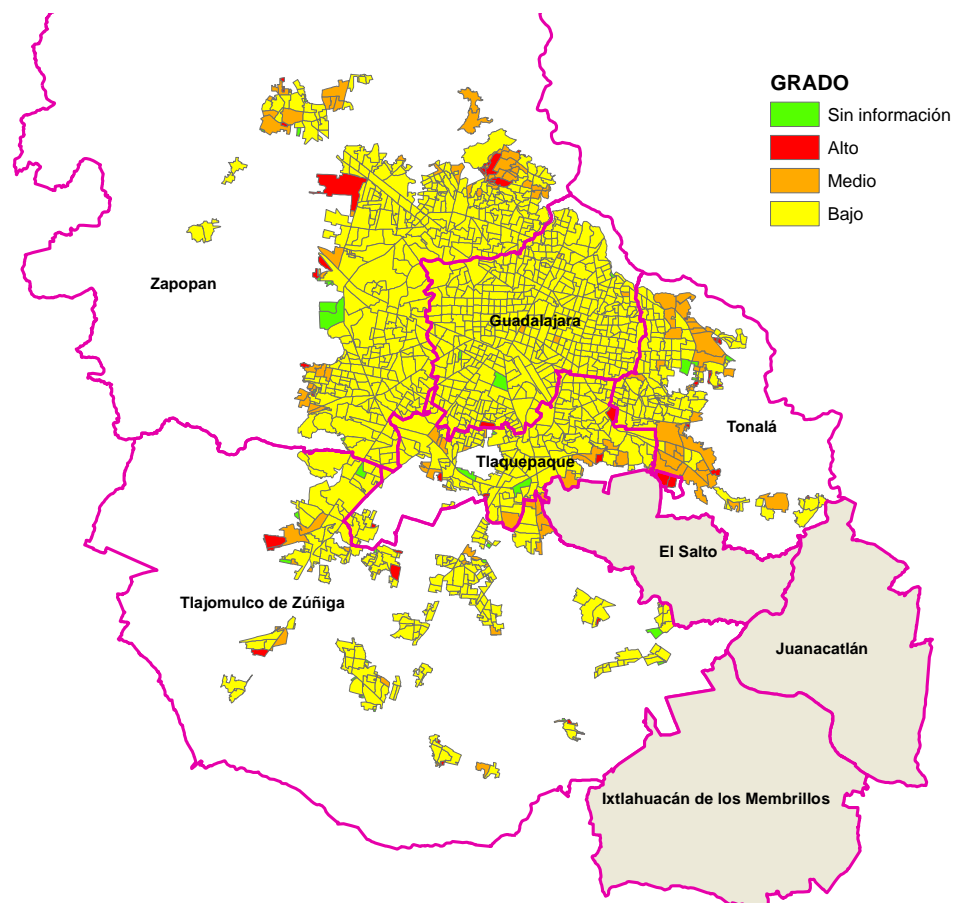 GRADO
Sin información
Alto
Medio
Bajo
Zapopan
Guadalajara
Tonalá
Tlaquepaque
El Salto
Tlajomulco de Zúñiga
Juanacatlán
Ixtlahuacán de los Membrillos